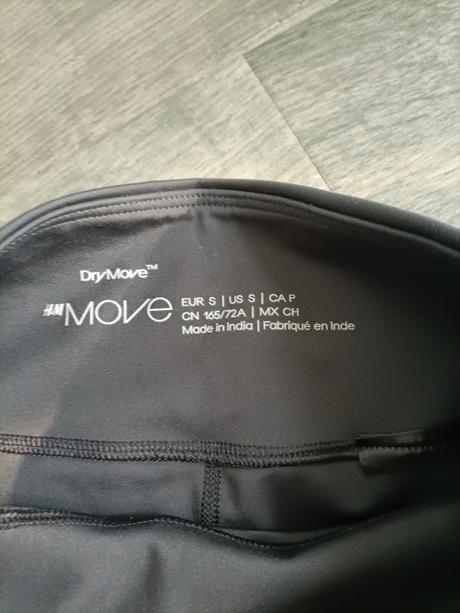 DryMove™
H&M MOVE
EUR S | US S | CA P
CN 165/72A | MX CH
Made in India | Fabriqué en Inde